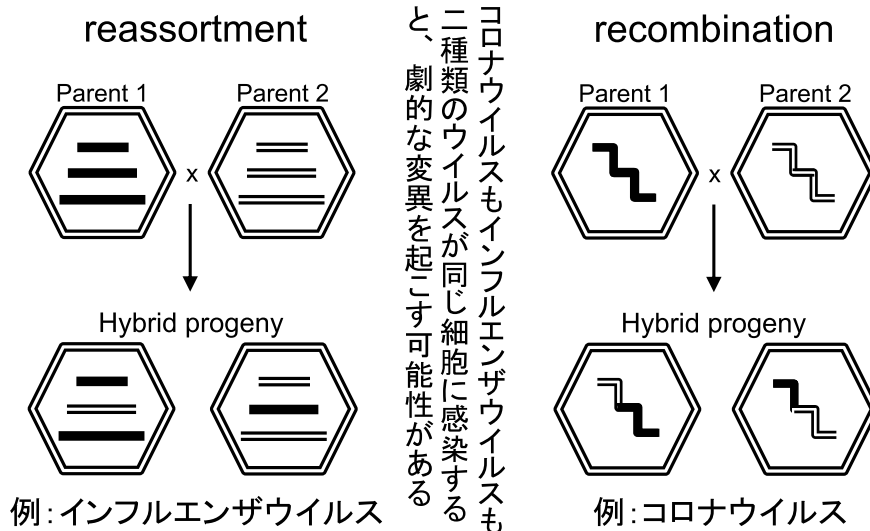 reassortment
Parent 1
Parent 2
x
Hybrid progeny
例：インフルエンザウイルス
コロナウイルスもインフルエンザウイルスも
二種類のウイルスが同じ細胞に感染する
と、劇的な変異を起こす可能性がある
recombination
Parent 1
Parent 2
x
Hybrid progeny
例：コロナウイルス